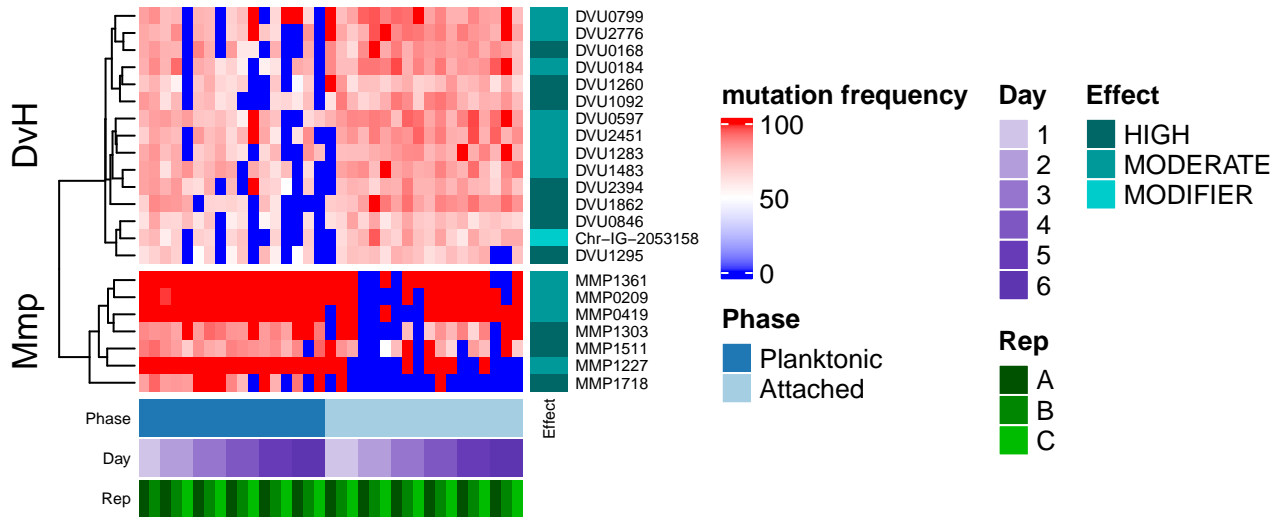 DvH
Mmp
DVU0799
DVU2776
DVU0168
DVU0184
DVU1260
DVU1092
DVU0597
DVU2451
DVU1283
DVU1483
DVU2394
DVU1862
DVU0846
Chr−IG−2053158
DVU1295
MMP1361
MMP0209
MMP0419
MMP1303
MMP1511
MMP1227
MMP1718
Phase
Day
Rep
Effect
mutation frequency
100
50
0
Phase
Planktonic
Attached
Day
1
2
3
4
5
6
Rep
A
B
C
Effect
HIGH
MODERATE
MODIFIER